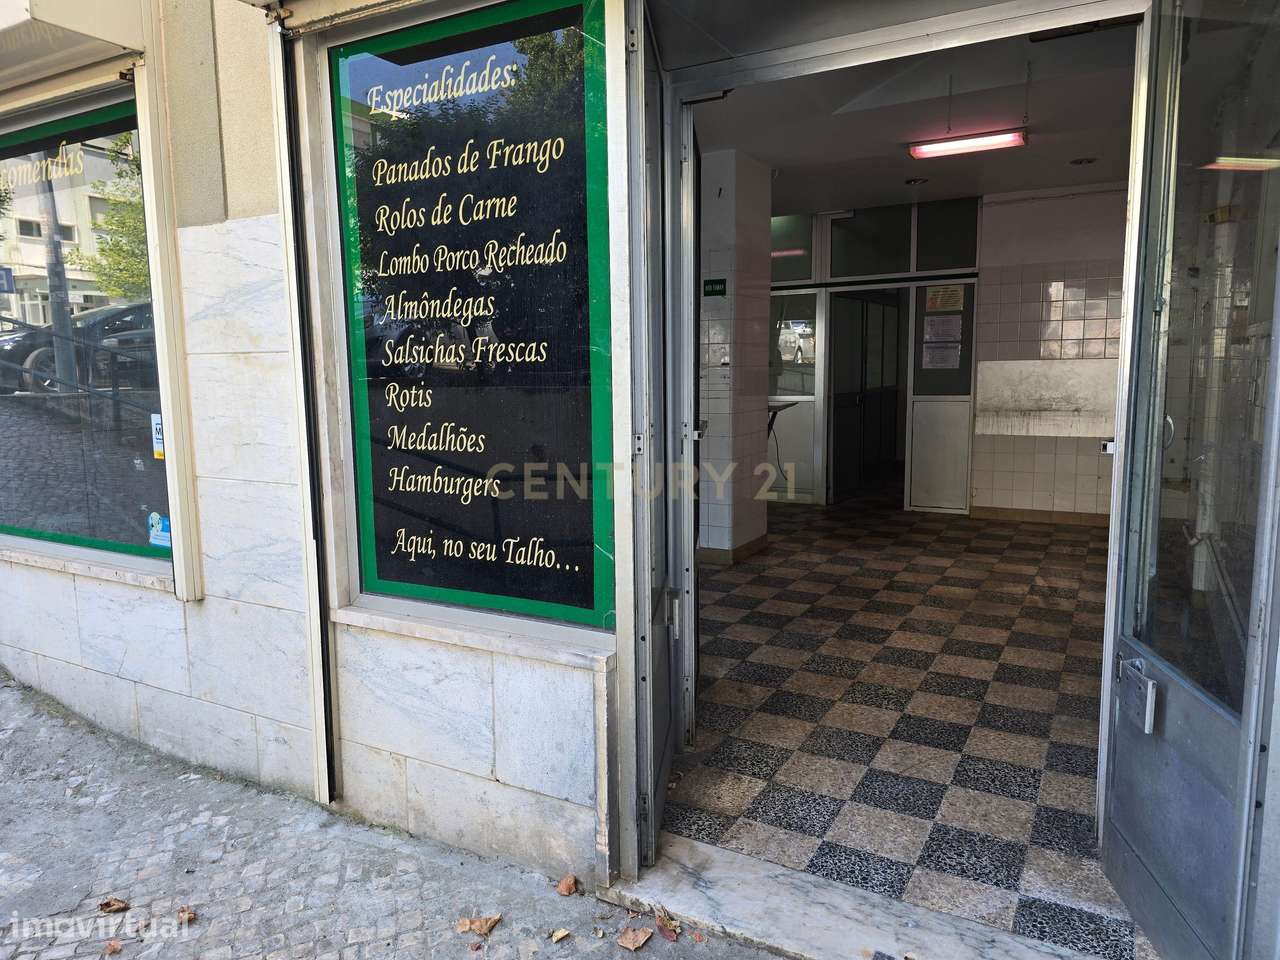 Especialidades:
Panados de Frango
Rolos de Carne
Lombo Porco Recheado
Almôndegas
Salsichas Frescas
Rotis
Medalhões
Hamburgers
Aqui, no seu Talho...
comendas
CENTURY 21
imovirtual